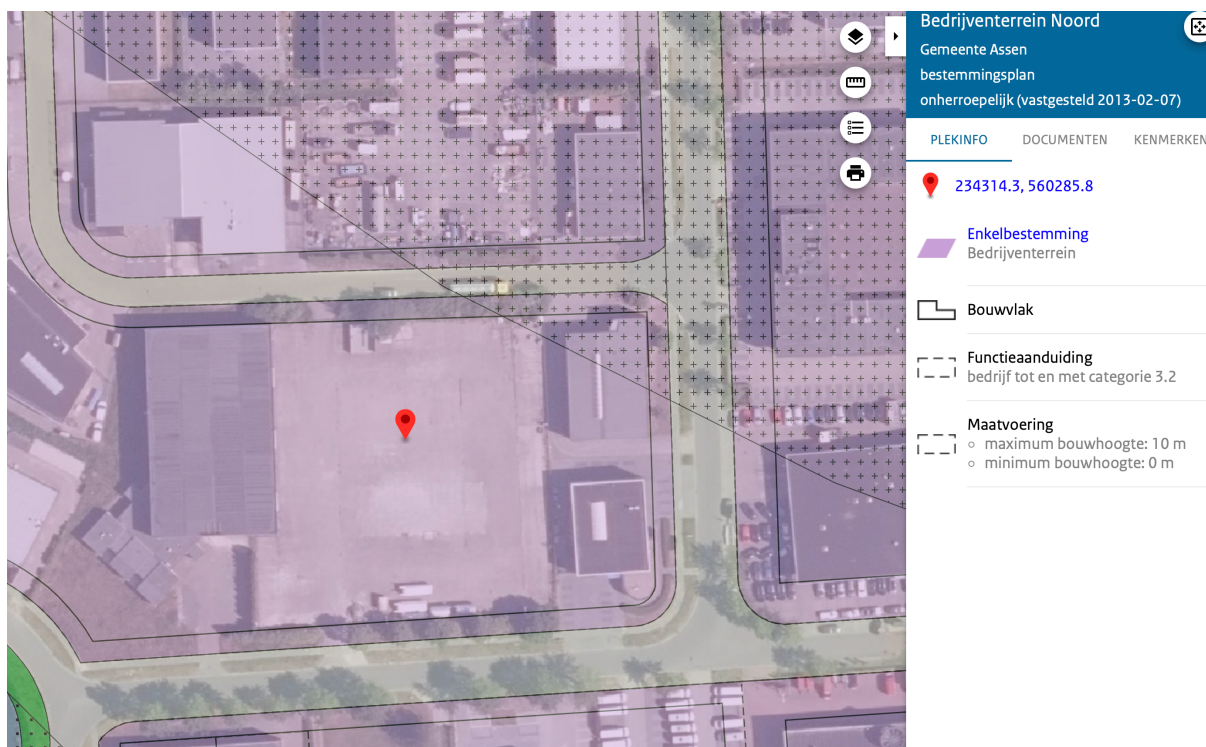 Bedrijventerrein Noord
Gemeente Assen
bestemmingsplan
onherroepelijk (vastgesteld 2013-02-07)
PLEKINFO DOCUMENTEN KENMERKEN
234314.3, 560285.8
Enkelbestemming
Bedrijventerrein
Bouwvlak
Functieaanduiding
bedrijf tot en met categorie 3.2
Maatvoering
maximum bouwhoogte: 10 m
minimum bouwhoogte: 0 m